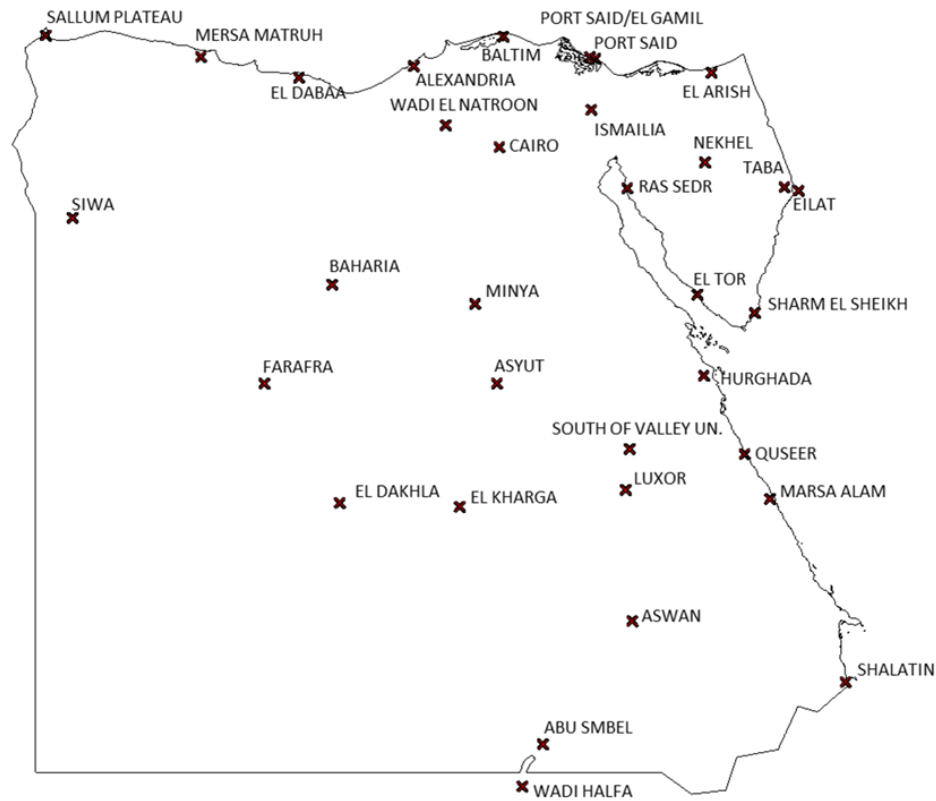 SALLUM PLATEAU
PORT SAID/EL GAMIL
MERSA MATRUH
PORT SAID
BALTIM
ALEXANDRIA
EL DABAA
EL ARISH
WADI EL NATROON
ISMAILIA
CAIRO
NEKHEL
TABA
RAS SEDR
EILAT
SIWA
BAHARIA
EL TOR
MINYA
SHARM EL SHEIKH
FARAFRA
ASYUT
HURGHADA
SOUTH OF VALLEY UN.
QUSEER
LUXOR
EL DAKHLA
EL KHARGA
MARSA ALAM
ASWAN
SHALATIN
ABU SMBEL
WADI HALFA